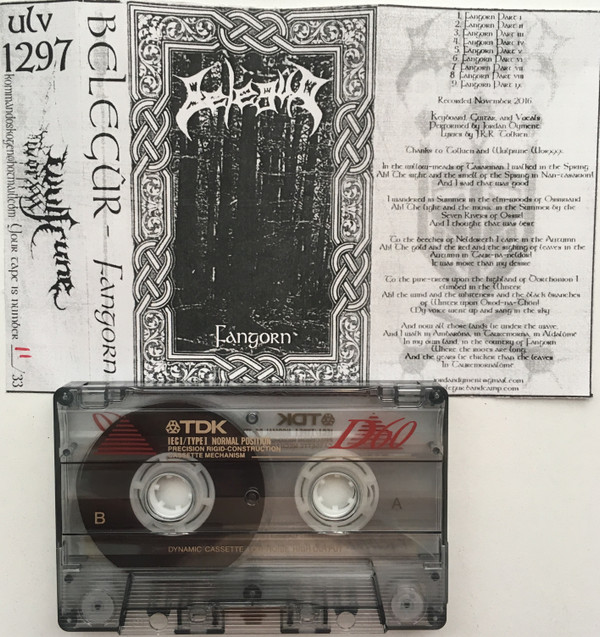 ulv
1297
BELEGÛR - Fangorn
Wulfrune
Worxxx
Your tape is number 11/33
Belegûr
Fangorn
1. Fangorn Part I
2. Fangorn Part II
3. Fangorn Part III
4. Fangorn Part IV
5. Fangorn Part V
6. Fangorn Part VI
7. Fangorn Part VII
8. Fangorn Part VIII
9. Fangorn Part IX
Recorded November 2016
Keyboard, Guitar, and Vocals
Performed by Jordan Dyment
Lyrics by J.R.R. Tolkien
Thanks to Tolkien and Wulfrune Worxxx.
In the willow-meads of Tasarinan I walked in the Spring.
Ah! The sight and the smell of the Spring in Nan-tasarion!
And I said that was good
I wandered in Summer in the elm-woods of Ossiriand
Ah! The light and the music in the Summer by the
Seven Rivers of Ossir!
And I thought that was best
To the beeches of Neldoreth I came in the Autumn
Ah! The gold and the red and the sighing of leaves in the
Autumn in Taur-na-neldor!
It was more than my desire
To the pine-trees upon the highland of Dorthonion I
climbed in the Winter
Ah! the wind and the whiteness and the black branches
of Winter upon Orod-na-Thôn!
My voice went up and sang in the sky
And now all those lands lie under the wave,
And I walk in Ambaróna, in Tauremorna, in Aldalómë
In my own land, in the country of Fangorn
Where the roots are long
And the years lie thicker than the leaves
In Tauremornalómë.
TDK
IECI/TYPE I NORMAL POSITION
PRECISION RIGID-CONSTRUCTION
CASSETTE MECHANISM
TDK
D60
B
A
DYNAMIC CASSETTE